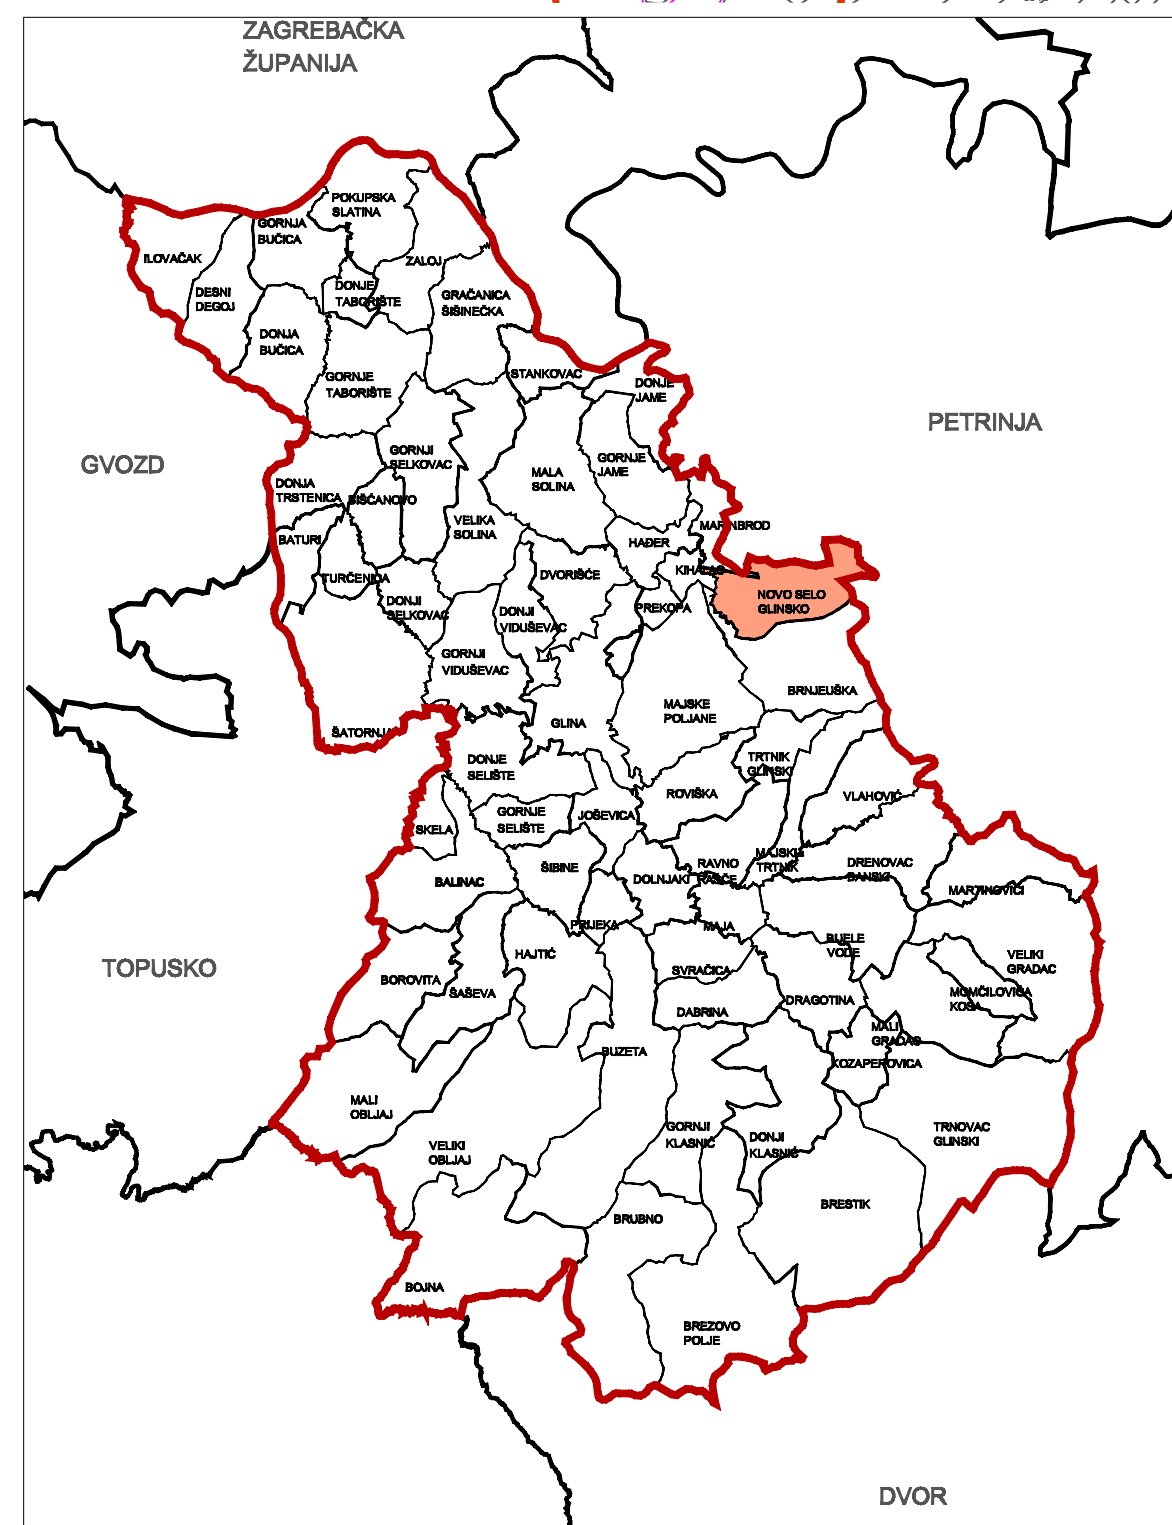 ZAGREBAČKA
ŽUPANIJA
POKUPSKA
SLATINA
GORNJA
BUČICA
ILOVAČAK
ZALOJ
DESNI
DEGOJ
DONJE
TABORIŠTE
GRAČANICA
ŠIŠINEČKA
DONJA
BUČICA
STANKOVAC
GORNJE
TABORIŠTE
DONJE
JAME
PETRINJA
GVOZD
GORNJI
SELKOVAC
GORNJE
JAME
MALA
SOLINA
DONJA
TRSTENICA
BIŠĆANOVO
VELIKA
SOLINA
MARINBROD
BATURI
HAĐER
KIHALAC
TURČENICA
DVORIŠĆE
NOVO SELO
GLINSKO
DONJI
SELKOVAC
PREKOPA
DONJI
VIDUŠEVAC
GORNJI
VIDUŠEVAC
BRNJEUŠKA
MAJSKE
POLJANE
GLINA
ŠATORNJA
DONJE
SELIŠTE
TRTNIK
GLINSKI
ROVIŠKA
VLAHOVIĆ
GORNJE
SELIŠTE
JOŠEVICA
SKELA
MAJSKI
TRTNIK
ŠIBINE
RAVNO
RAŠĆE
DRENOVAC
BANSKI
BALINAC
DOLNJAKI
MARTINOVIĆI
PRIJEKA
MAJA
BIJELE
VODE
HAJTIĆ
VELIKI
GRADAC
TOPUSKO
SVRAČICA
BOROVITA
ŠAŠEVA
MOMČILOVIĆA
KOSA
DRAGOTINA
DABRINA
MALI
GRADAC
BUZETA
KOZAPEROVICA
MALI
OBLJAJ
GORNJI
KLASNIĆ
TRNOVAC
GLINSKI
DONJI
KLASNIĆ
VELIKI
OBLJAJ
BRESTIK
BRUBNO
BOJNA
BREZOVO
POLJE
DVOR